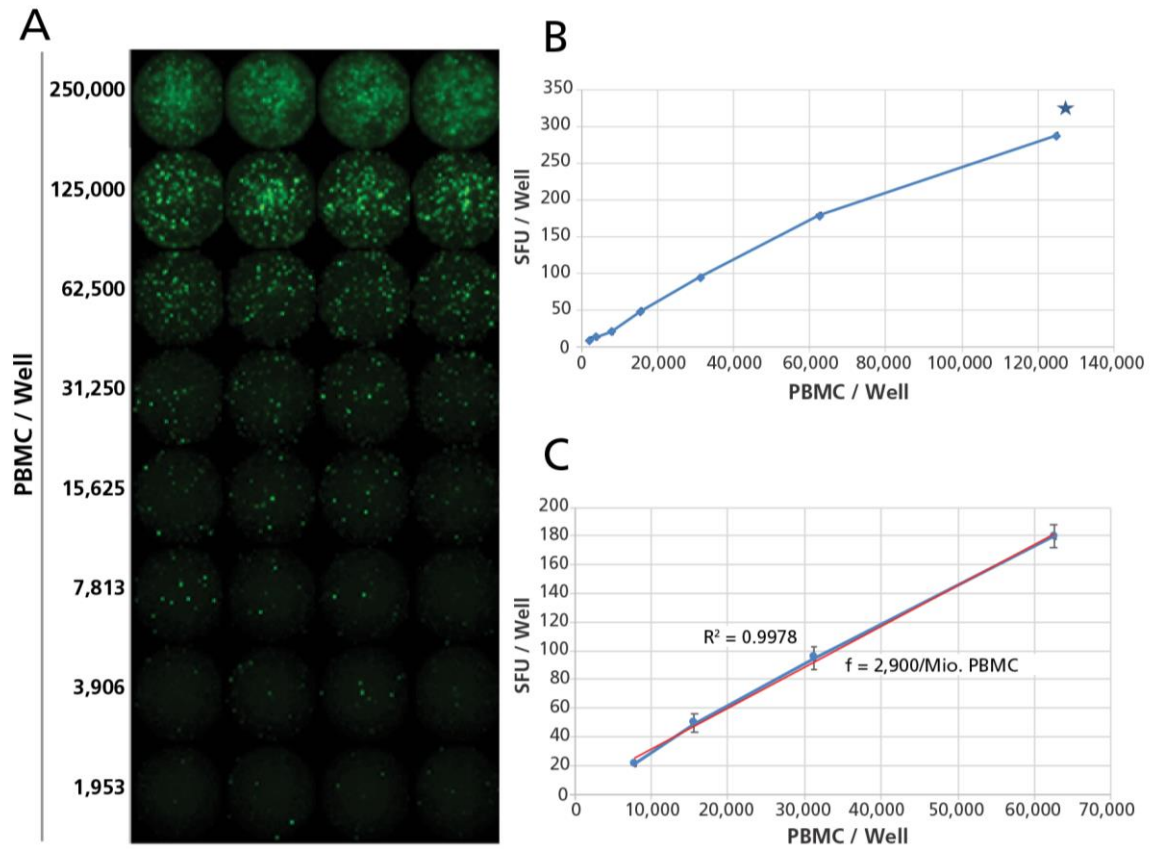 A
PBMC / Well
250,000
125,000
62,500
31,250
15,625
7,813
3,906
1,953
B
SFU / Well
350
300
250
200
150
100
50
0
0 20,000 40,000 60,000 80,000 100,000 120,000 140,000
PBMC / Well
C
SFU / Well
200
180
160
140
120
100
80
60
40
20
0
R² = 0.9978
f = 2,900/Mio. PBMC
0 10,000 20,000 30,000 40,000 50,000 60,000 70,000
PBMC / Well